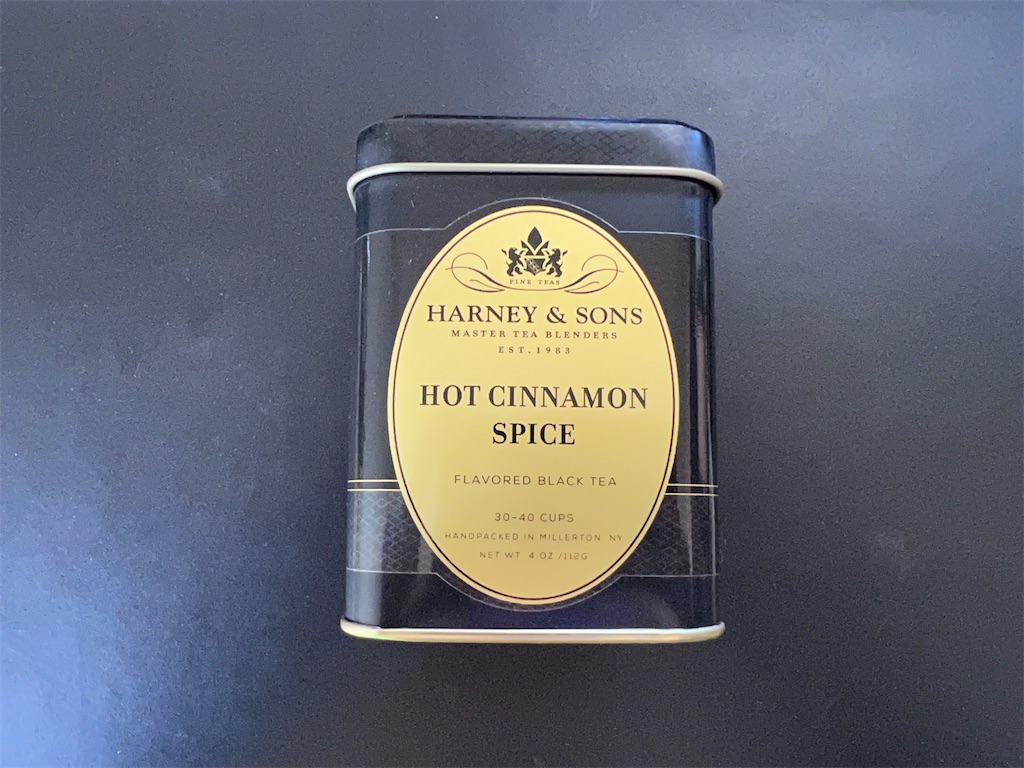 FINE TEAS
HARNEY & SONS
MASTER TEA BLENDERS
EST. 1983
HOT CINNAMON
SPICE
FLAVORED BLACK TEA
30-40 CUPS
HANDPACKED IN MILLERTON NY
NET WT 4 OZ /112G